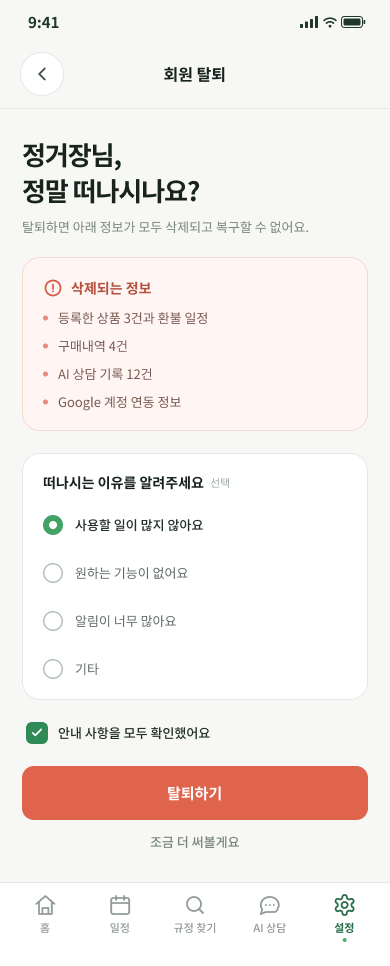 9:41
회원 탈퇴
정거장님,
정말 떠나시나요?
탈퇴하면 아래 정보가 모두 삭제되고 복구할 수 없어요.
삭제되는 정보
등록한 상품 3건과 환불 일정
구매내역 4건
AI 상담 기록 12건
Google 계정 연동 정보
떠나시는 이유를 알려주세요 선택
사용할 일이 많지 않아요
원하는 기능이 없어요
알림이 너무 많아요
기타
안내 사항을 모두 확인했어요
탈퇴하기
조금 더 써볼게요
홈 일정 규정 찾기 AI 상담 설정